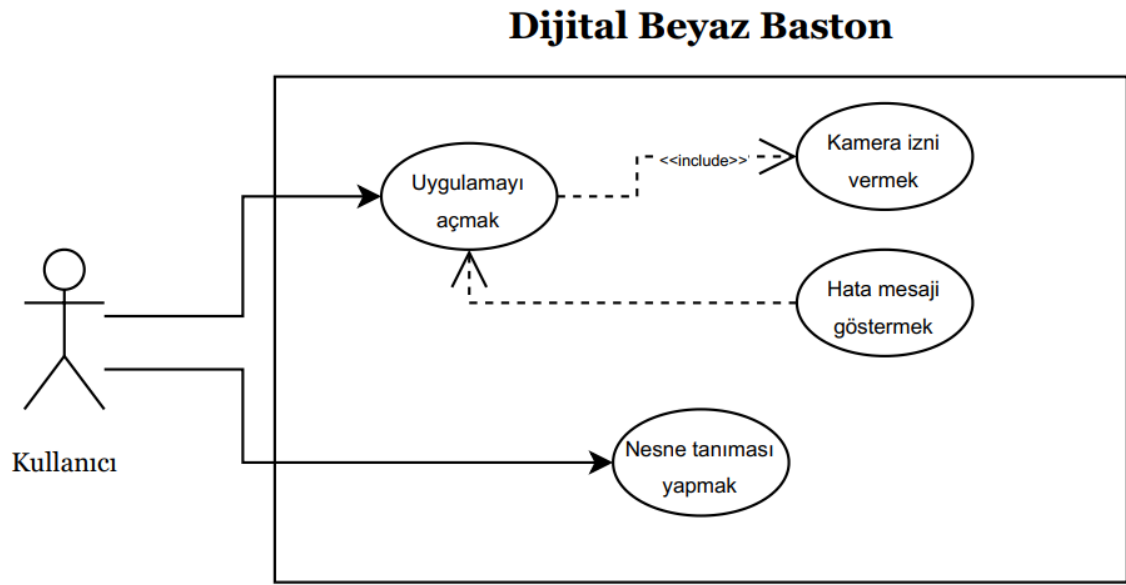 Dijital Beyaz Baston
Uygulamayı
açmak
<<include>>
Kamera izni
vermek
Hata mesaji
göstermek
Kullanıcı
Nesne tanıması
yapmak